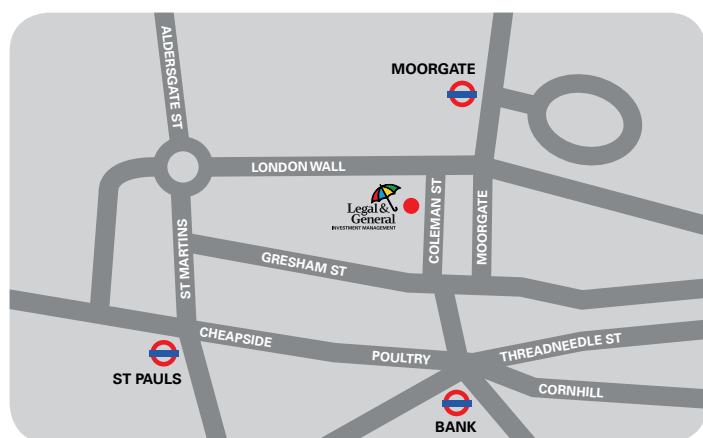 ALDERSGATE ST
MOORGATE
LONDON WALL
Legal &
General
INVESTMENT MANAGEMENT
COLEMAN ST
MOORGATE
ST MARTINS
GRESHAM ST
CHEAPSIDE
POULTRY
THREADNEEDLE ST
ST PAULS
CORNHILL
BANK